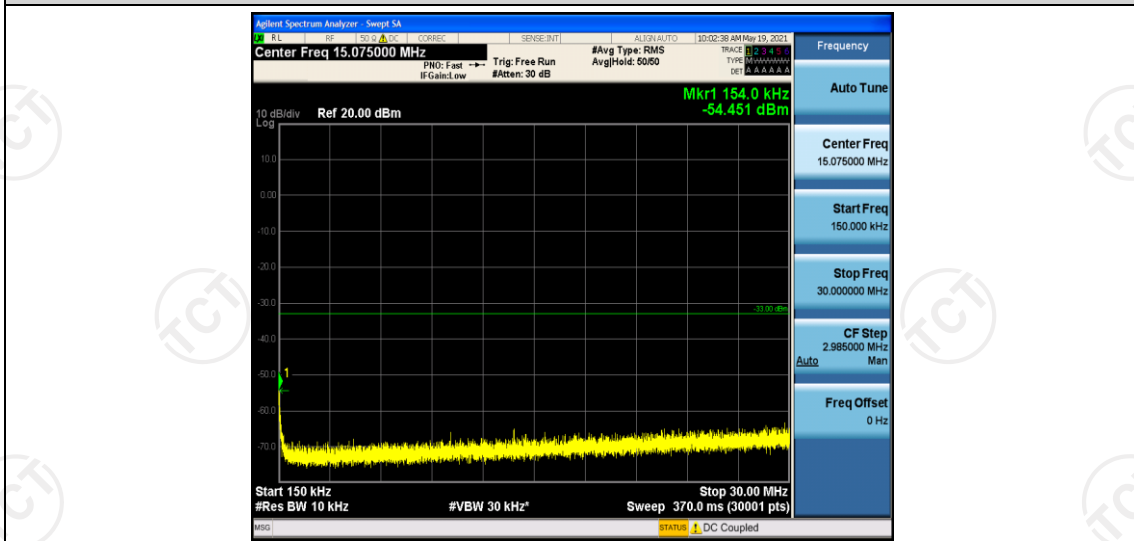 Agilent Spectrum Analyzer - Swept SA
RL RF 50 Ω DC CORREC SENSE:INT ALIGN AUTO 10:02:38 AM May 19, 2021
Center Freq 15.075000 MHz
PNO: Fast
IFGain:Low
Trig: Free Run
#Atten: 30 dB
#Avg Type: RMS
Avg|Hold: 50/50
TRACE 1 2 3 4 5 6
TYPE M
DET A A A A A A
Mkr1 154.0 kHz
-54.451 dBm
10 dB/div Ref 20.00 dBm
Log
10.0
0.00
-10.0
-20.0
-30.0
-33.00 dBm
-40.0
-50.0
1
-60.0
-70.0
Start 150 kHz Stop 30.00 MHz
#Res BW 10 kHz #VBW 30 kHz* Sweep 370.0 ms (30001 pts)
MSG STATUS DC Coupled
Frequency
Auto Tune
Center Freq
15.075000 MHz
Start Freq
150.000 kHz
Stop Freq
30.000000 MHz
CF Step
2.985000 MHz
Auto Man
Freq Offset
0 Hz
TCT
TCT
TCT
TCT
TCT
TCT